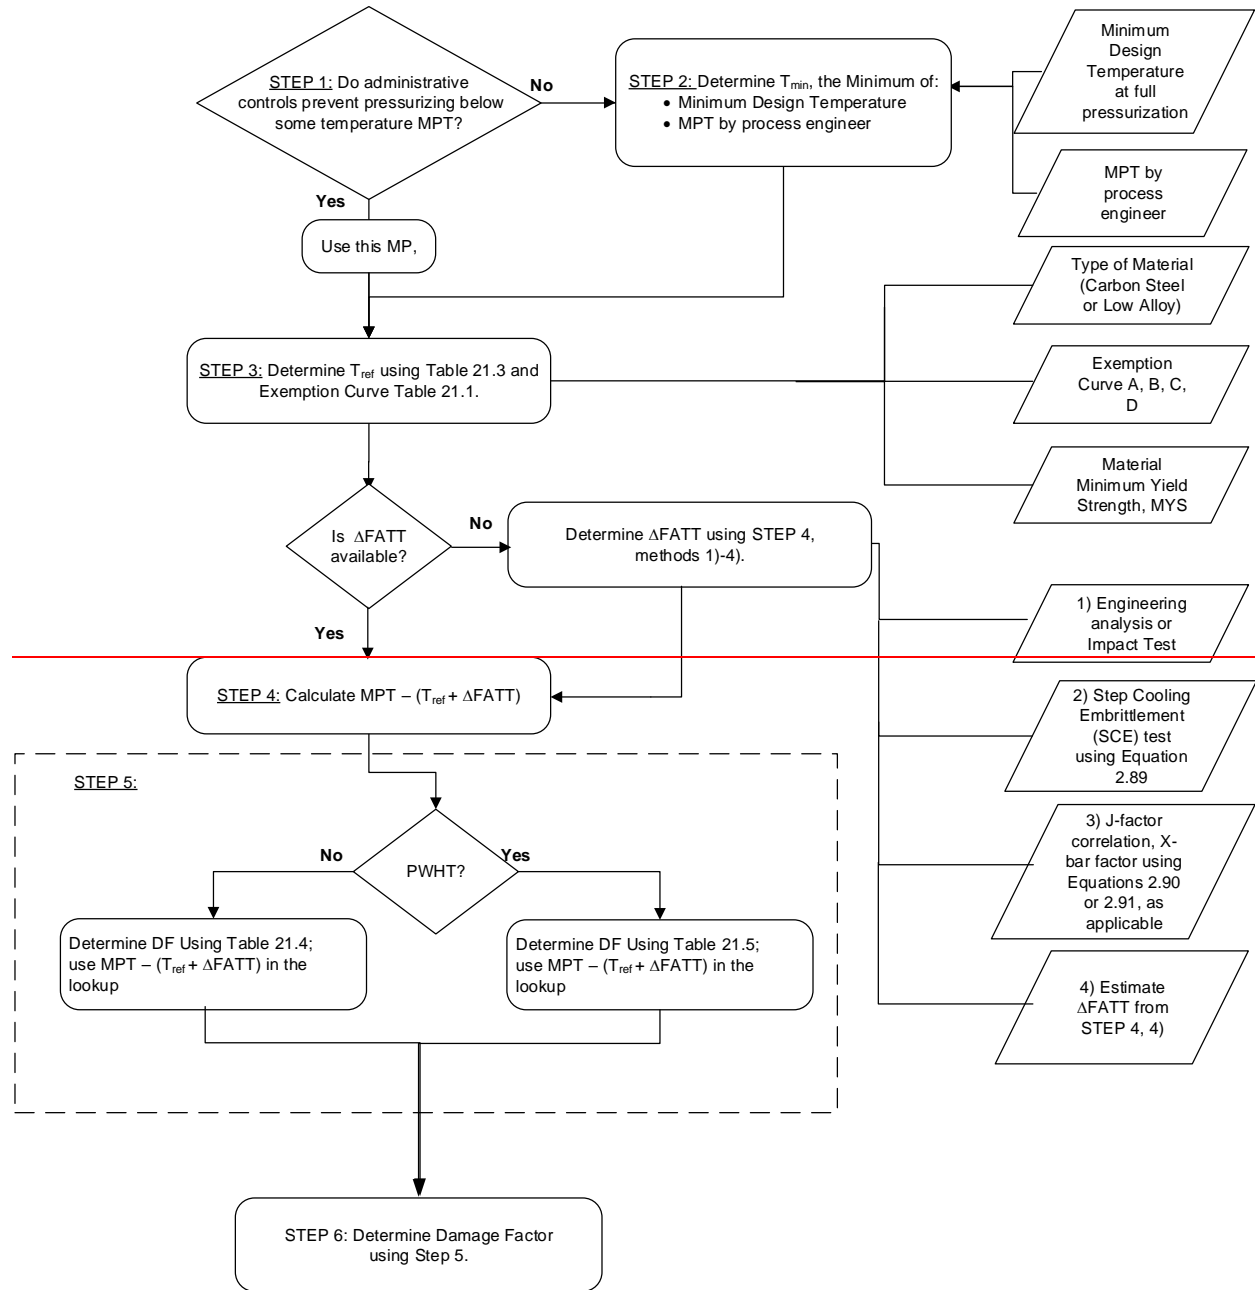 STEP 1: Do administrative
controls prevent pressurizing below
some temperature MPT?
No
Yes
STEP 2: Determine Tmin, the Minimum of:
• Minimum Design Temperature
• MPT by process engineer
Minimum
Design
Temperature
at full
pressurization
MPT by
process
engineer
Use this MP,
Type of Material
(Carbon Steel
or Low Alloy)
STEP 3: Determine Tref using Table 21.3 and
Exemption Curve Table 21.1.
Exemption
Curve A, B, C,
D
Material
Minimum Yield
Strength, MYS
Is ΔFATT
available?
No
Yes
Determine ΔFATT using STEP 4,
methods 1)-4).
1) Engineering
analysis or
Impact Test
STEP 4: Calculate MPT – (Tref + ΔFATT)
2) Step Cooling
Embrittlement
(SCE) test
using Equation
2.89
STEP 5:
PWHT?
No
Yes
3) J-factor
correlation, X-
bar factor using
Equations 2.90
or 2.91, as
applicable
Determine DF Using Table 21.4;
use MPT – (Tref + ΔFATT) in the
lookup
Determine DF Using Table 21.5;
use MPT – (Tref + ΔFATT) in the
lookup
4) Estimate
ΔFATT from
STEP 4, 4)
STEP 6: Determine Damage Factor
using Step 5.